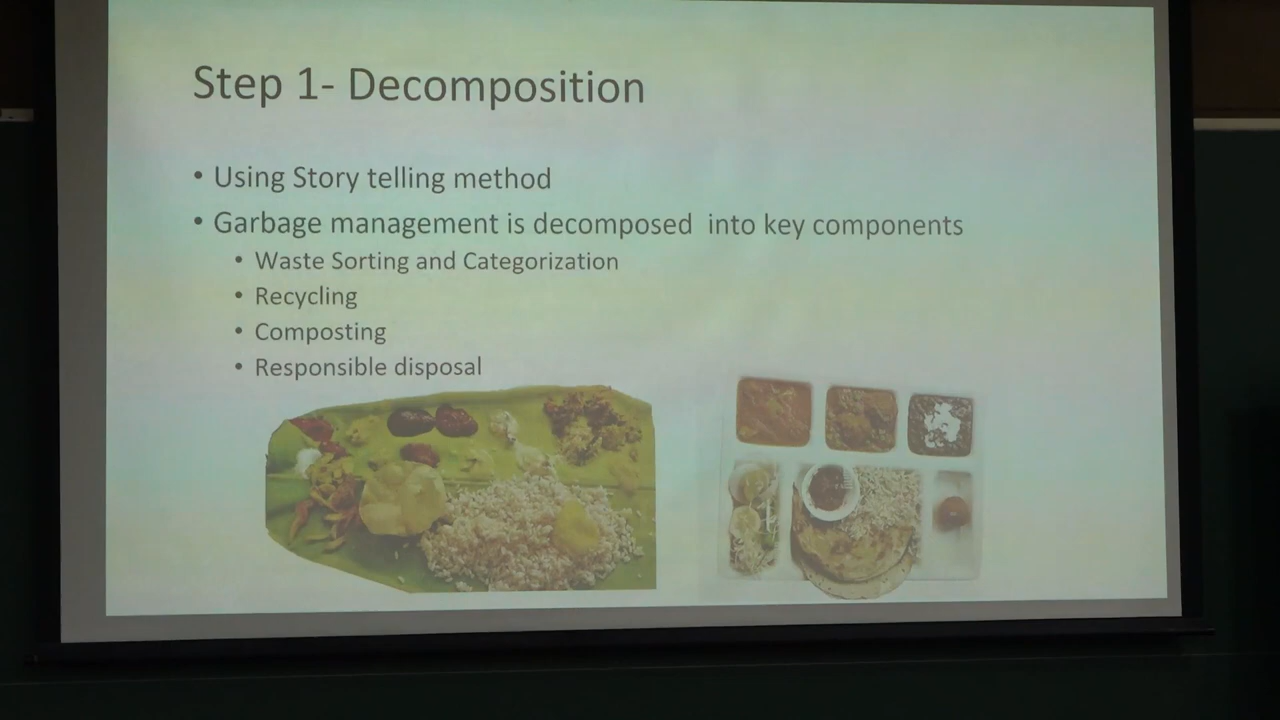 Step 1- Decomposition
• Using Story telling method
• Garbage management is decomposed into key components
• Waste Sorting and Categorization
• Recycling
• Composting
• Responsible disposal